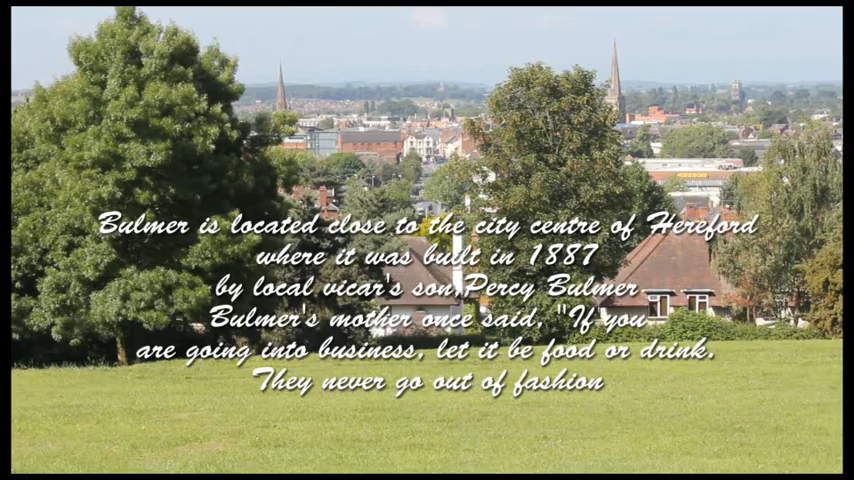 Bulmer is located close to the city centre of Hereford
where it was built in 1887
by local vicar's son,Percy Bulmer
Bulmer's mother once said, "If you
are going into business, let it be food or drink.
They never go out of fashion